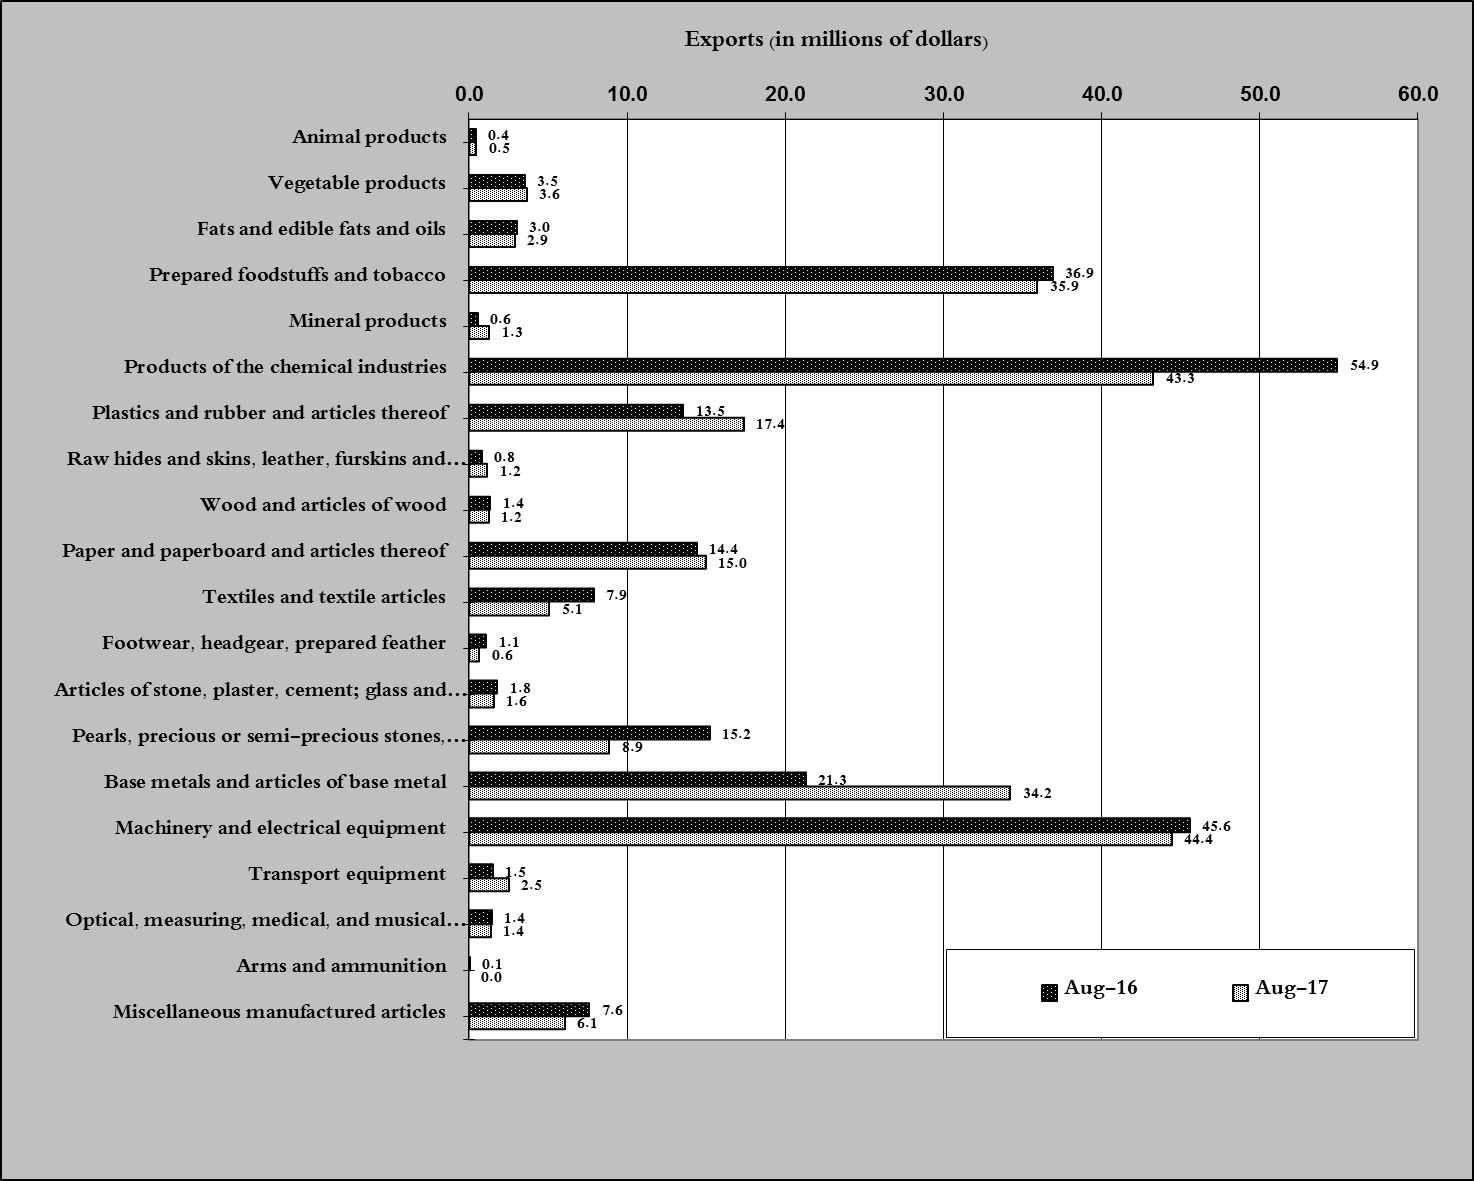 Exports (in millions of dollars)
0.0 10.0 20.0 30.0 40.0 50.0 60.0
Animal products 0.4
0.5
Vegetable products 3.5
3.6
Fats and edible fats and oils 3.0
2.9
Prepared foodstuffs and tobacco 36.9
35.9
Mineral products 0.6
1.3
Products of the chemical industries 54.9
43.3
Plastics and rubber and articles thereof 13.5
17.4
Raw hides and skins, leather, furskins and... 0.8
1.2
Wood and articles of wood 1.4
1.2
Paper and paperboard and articles thereof 14.4
15.0
Textiles and textile articles 7.9
5.1
Footwear, headgear, prepared feather 1.1
0.6
Articles of stone, plaster, cement; glass and... 1.8
1.6
Pearls, precious or semi-precious stones,... 15.2
8.9
Base metals and articles of base metal 21.3
34.2
Machinery and electrical equipment 45.6
44.4
Transport equipment 1.5
2.5
Optical, measuring, medical, and musical... 1.4
1.4
Arms and ammunition 0.1
0.0
Miscellaneous manufactured articles 7.6
6.1
Aug-16 Aug-17